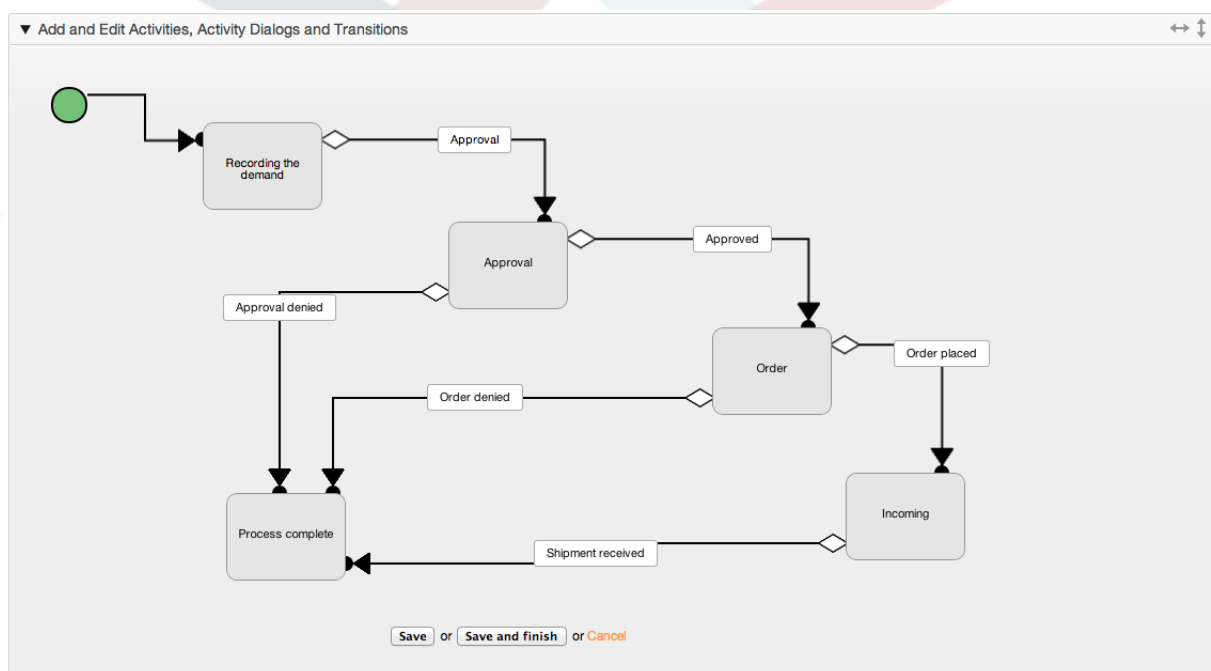 Add and Edit Activities, Activity Dialogs and Transitions
Approval
Recording the
demand
Approved
Approval
Approval denied
Order placed
Order
Order denied
Incoming
Process complete
Shipment received
Save or Save and finish or Cancel